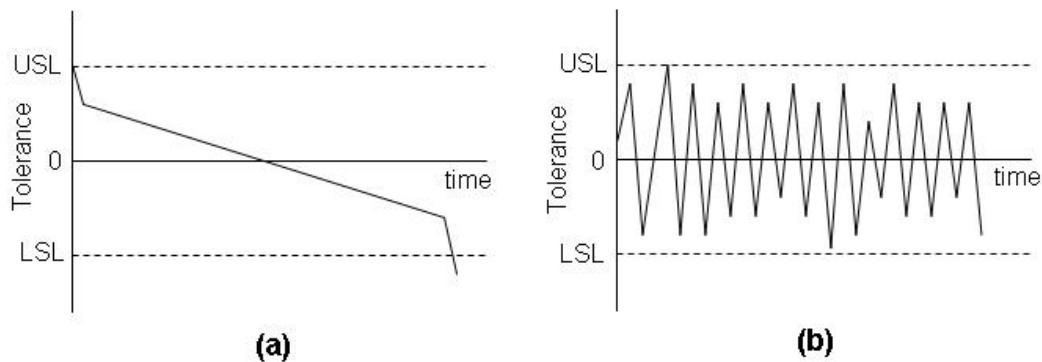 USL
Tolerance
0
time
LSL
(a)
USL
Tolerance
0
time
LSL
(b)